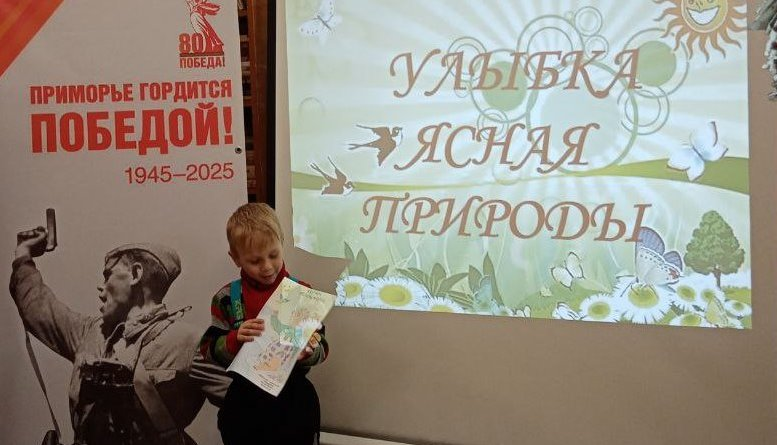 80
ПОБЕДА!
ПРИМОРЬЕ ГОРДИТСЯ
ПОБЕДОЙ!
1945–2025
УЛЫБКА
ЯСНАЯ
ПРИРОДЫ